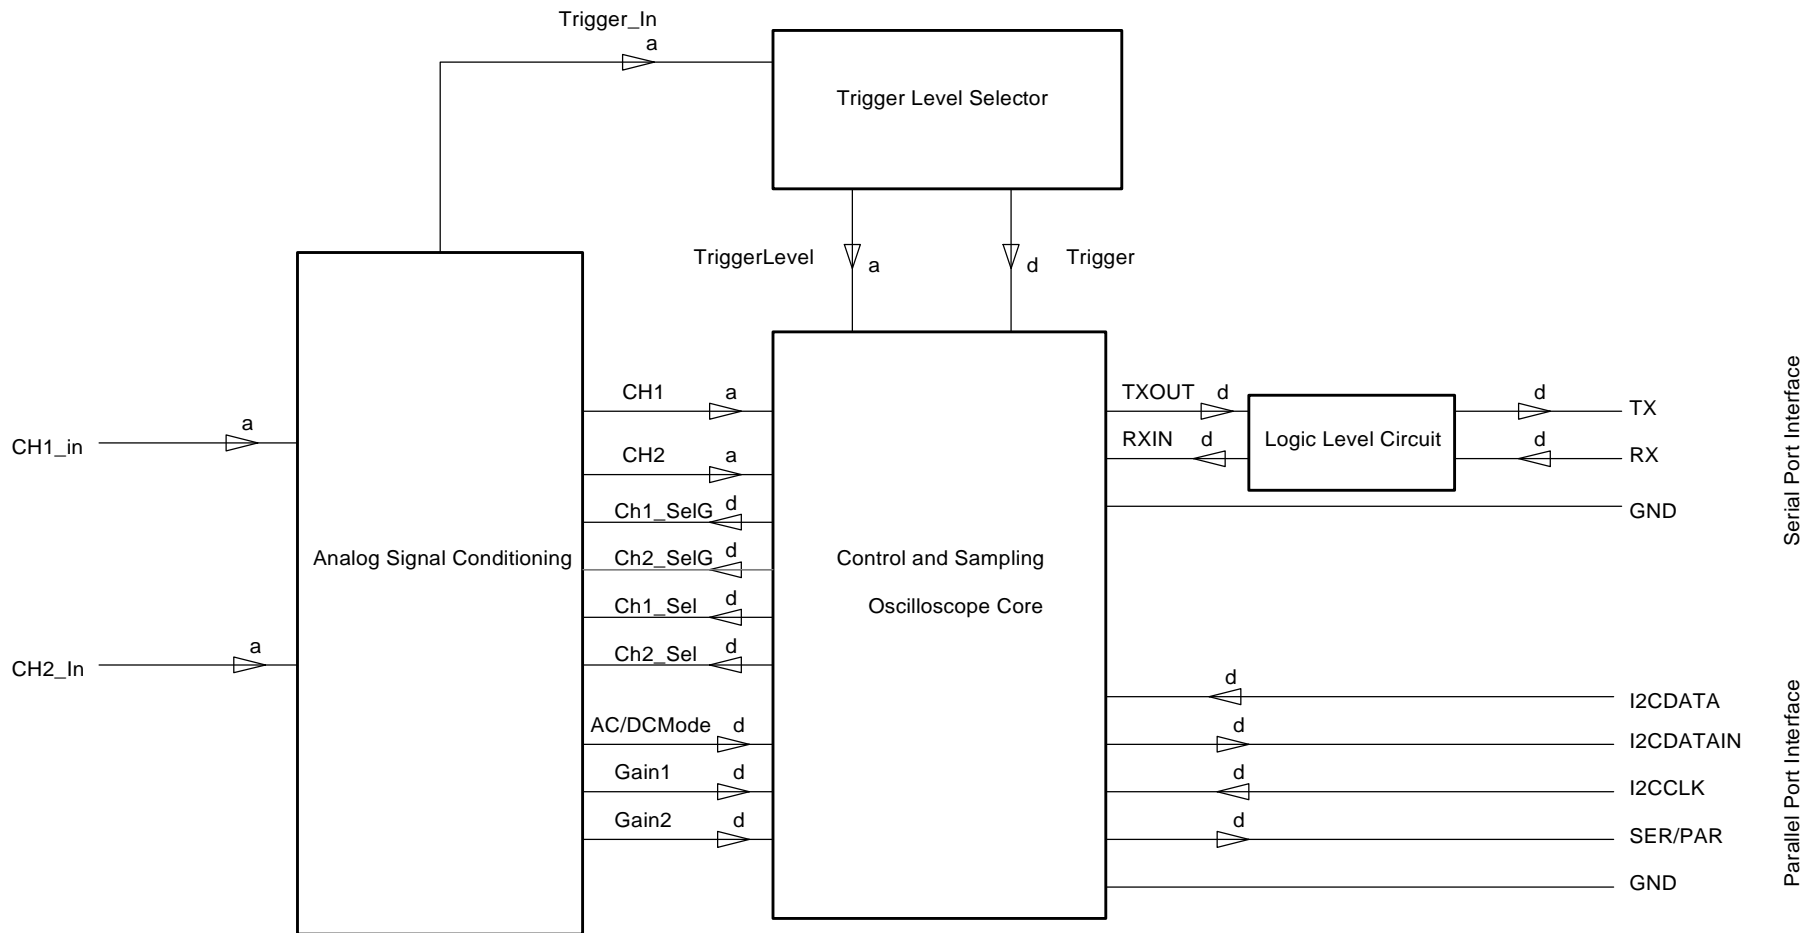 Trigger_In
a
Trigger Level Selector
TriggerLevel
a
d
Trigger
CH1_in
a
CH2_In
a
Analog Signal Conditioning
CH1
a
CH2
a
Ch1_SelG
d
Ch2_SelG
d
Ch1_Sel
d
Ch2_Sel
d
AC/DCMode
d
Gain1
d
Gain2
d
Control and Sampling
Oscilloscope Core
TXOUT
d
RXIN
d
Logic Level Circuit
d
TX
d
RX
GND
Serial Port Interface
d
I2CDATA
d
I2CDATAIN
d
I2CCLK
d
SER/PAR
GND
Parallel Port Interface